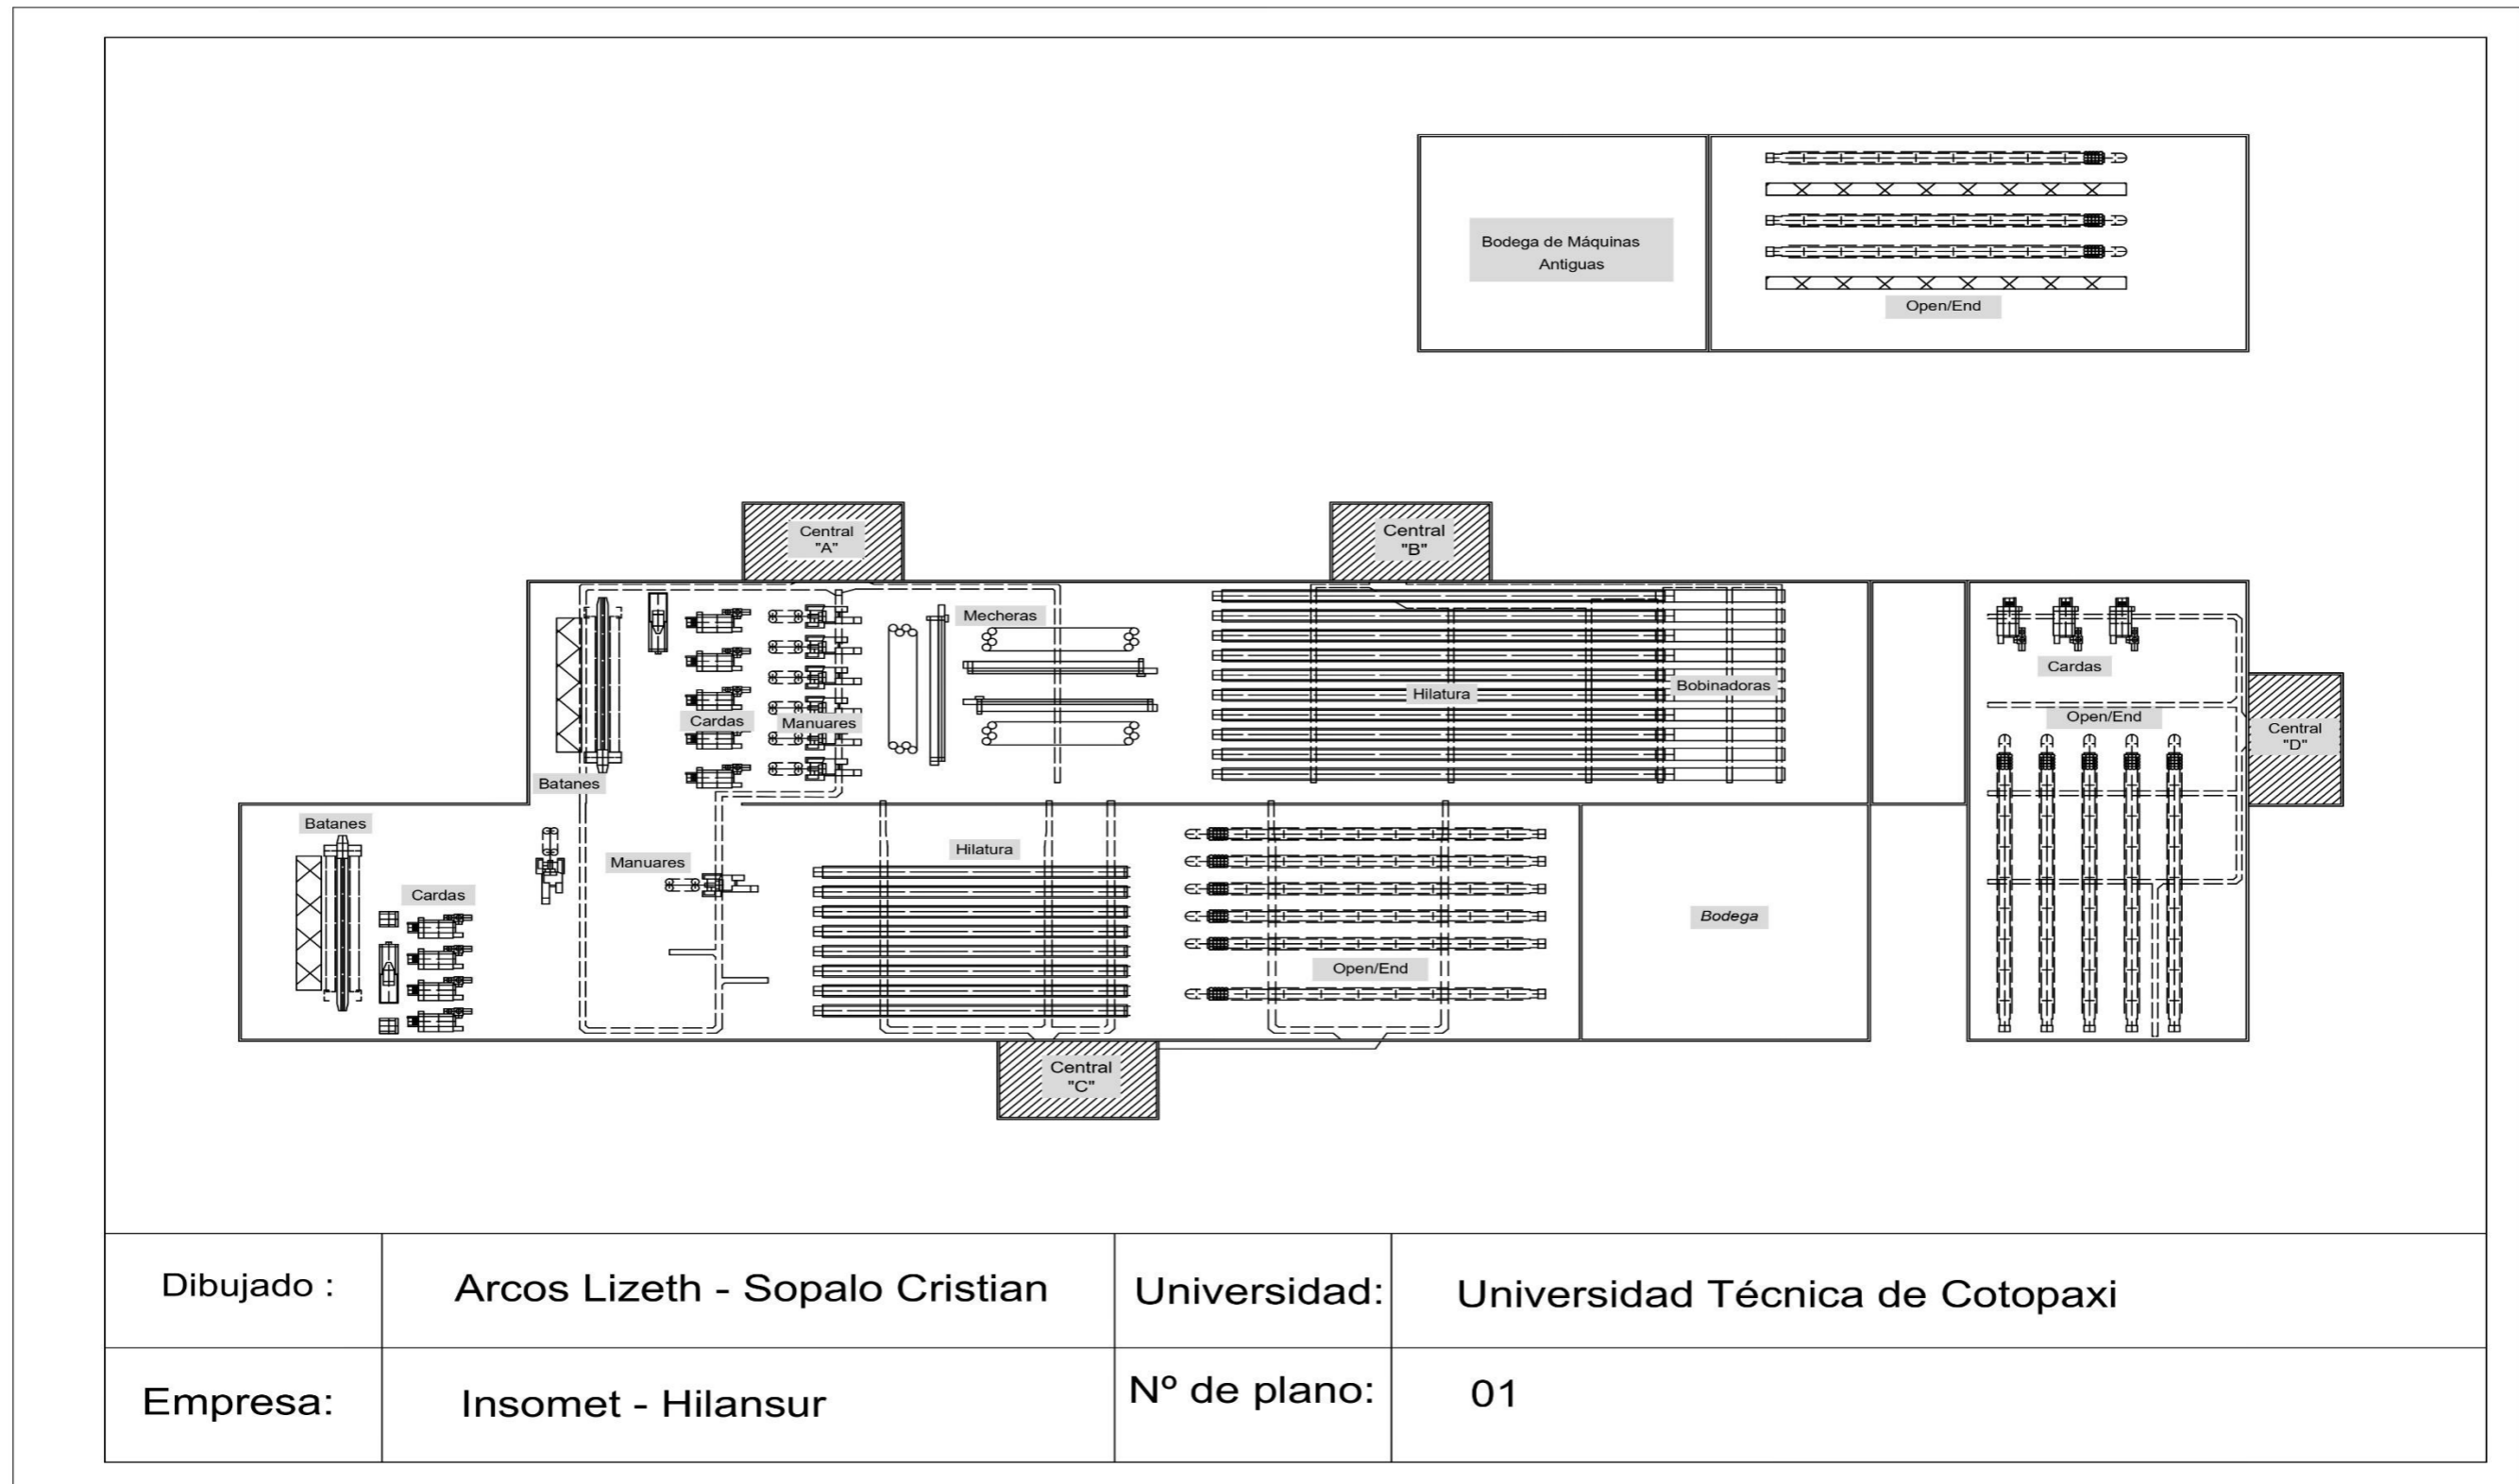 Bodega de Máquinas
Antiguas
Open/End
Central
"A"
Central
"B"
Mecheras
Cardas
Manuares
Batanes
Hilatura
Bobinadoras
Cardas
Open/End
Central
"D"
Batanes
Cardas
Manuares
Hilatura
Open/End
Bodega
Central
"C"
Dibujado :
Arcos Lizeth - Sopalo Cristian
Universidad:
Universidad Técnica de Cotopaxi
Empresa:
Insomet - Hilansur
Nº de plano:
01